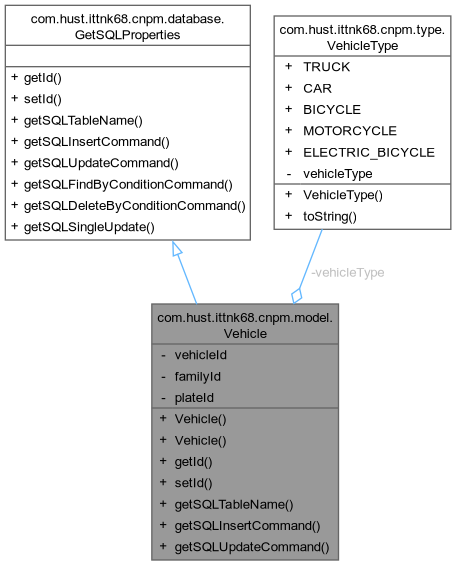 com.hust.ittnk68.cnpm.database.
GetSQLProperties
+ getId()
+ setId()
+ getSQLTableName()
+ getSQLInsertCommand()
+ getSQLUpdateCommand()
+ getSQLFindByConditionCommand()
+ getSQLDeleteByConditionCommand()
+ getSQLSingleUpdate()
com.hust.ittnk68.cnpm.type.
VehicleType
+ TRUCK
+ CAR
+ BICYCLE
+ MOTORCYCLE
+ ELECTRIC_BICYCLE
- vehicleType
+ VehicleType()
+ toString()
-vehicleType
com.hust.ittnk68.cnpm.model.
Vehicle
- vehicleId
- familyId
- plateId
+ Vehicle()
+ Vehicle()
+ getId()
+ setId()
+ getSQLTableName()
+ getSQLInsertCommand()
+ getSQLUpdateCommand()